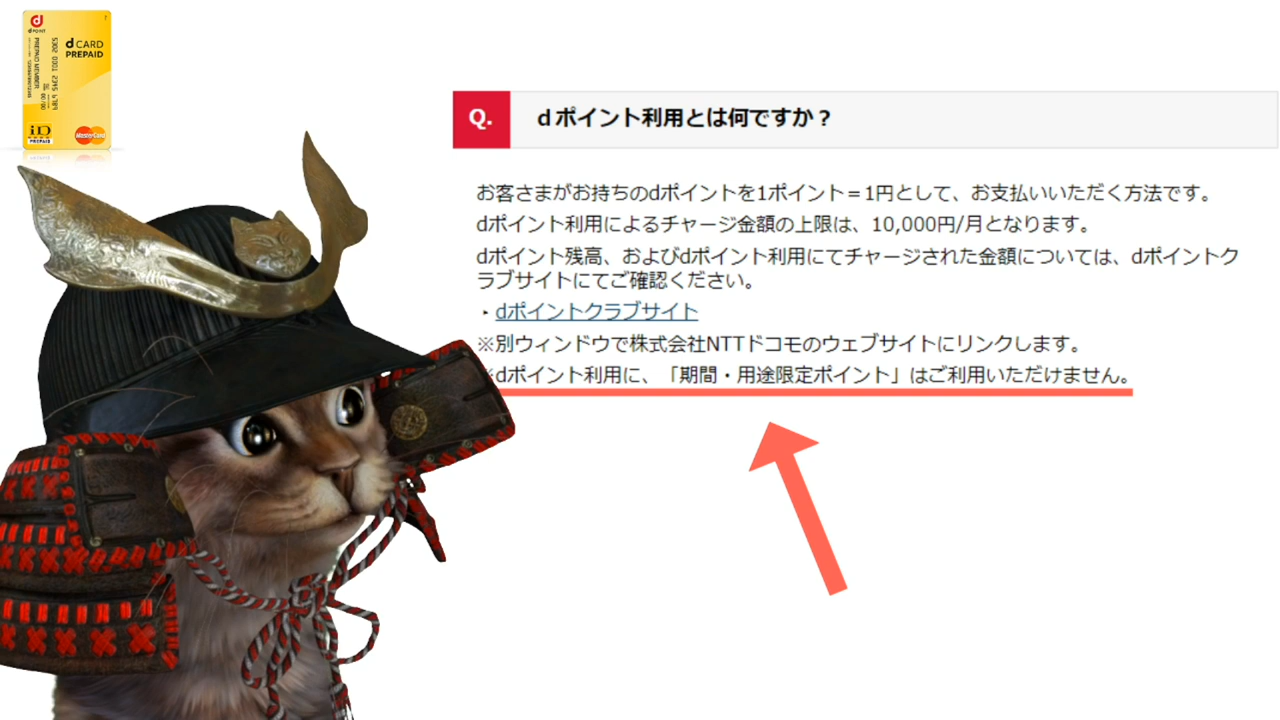 d POINT
d CARD
PREPAID
PREPAID MEMBER
iD
PREPAID
MasterCard
Q. dポイント利用とは何ですか？
お客さまがお持ちのdポイントを1ポイント＝1円として、お支払いいただく方法です。
dポイント利用によるチャージ金額の上限は、10,000円/月となります。
dポイント残高、およびdポイント利用にてチャージされた金額については、dポイントク
ラブサイトにてご確認ください。
・dポイントクラブサイト
※別ウィンドウで株式会社NTTドコモのウェブサイトにリンクします。
※dポイント利用に、「期間・用途限定ポイント」はご利用いただけません。